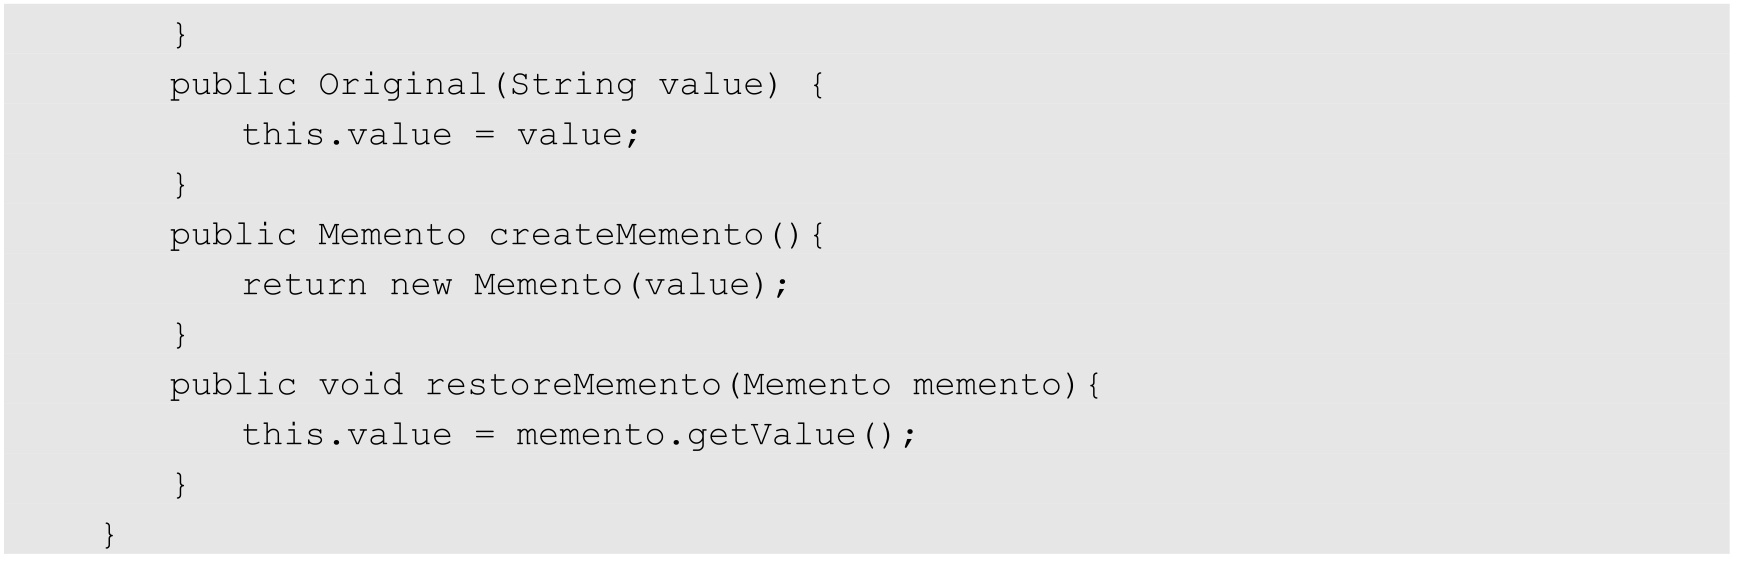 }
public Original(String value) {
this.value = value;
}
public Memento createMemento(){
return new Memento(value);
}
public void restoreMemento(Memento memento){
this.value = memento.getValue();
}
}